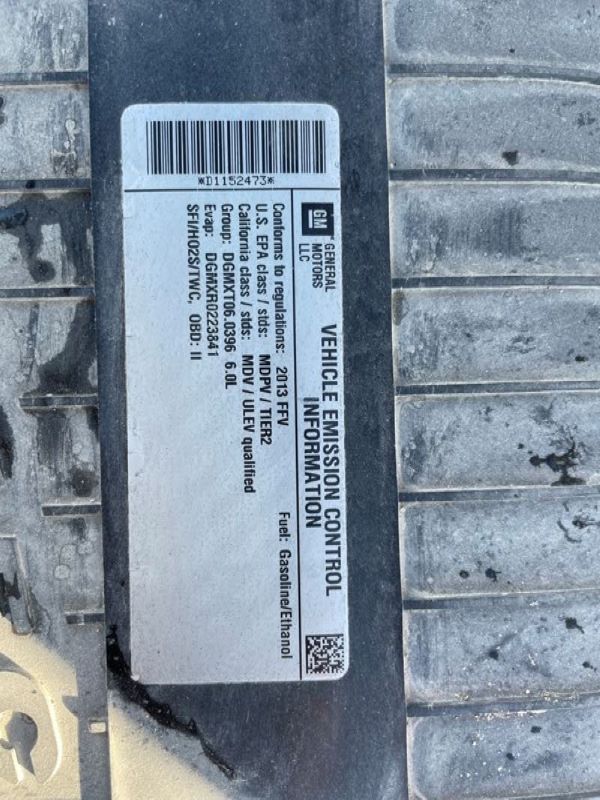 *D1152473*
GM
GENERAL
MOTORS
LLC
VEHICLE EMISSION CONTROL
INFORMATION
Conforms to regulations: 2013 FFV Fuel: Gasoline/Ethanol
U.S. EPA class / stds: MDPV / TIER2
California class / stds: MDV / ULEV qualified
Group: DGMXT06.0396 6.0L
Evap: DGMXR0223841
SFI/HO2S/TWC, OBD: II